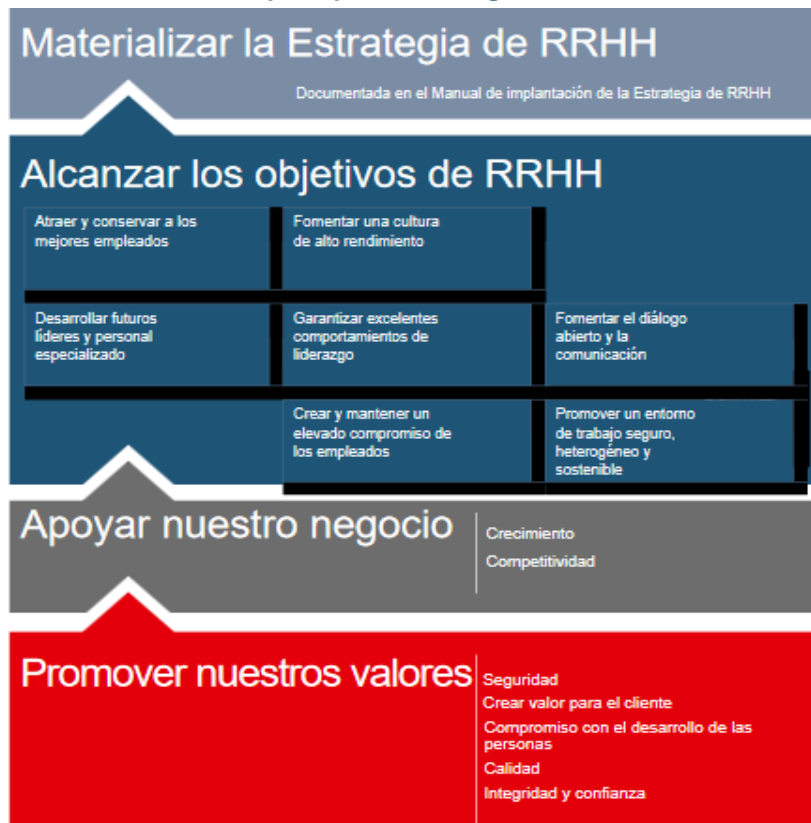 Materializar la Estrategia de RRHH
Documentada en el Manual de implantación de la Estrategia de RRHH
Alcanzar los objetivos de RRHH
Atraer y conservar a los
mejores empleados
Fomentar una cultura
de alto rendimiento
Desarrollar futuros
líderes y personal
especializado
Garantizar excelentes
comportamientos de
liderazgo
Fomentar el diálogo
abierto y la
comunicación
Crear y mantener un
elevado compromiso de
los empleados
Promover un entorno
de trabajo seguro,
heterogéneo y
sostenible
Apoyar nuestro negocio
Crecimiento
Competitividad
Promover nuestros valores
Seguridad
Crear valor para el cliente
Compromiso con el desarrollo de las
personas
Calidad
Integridad y confianza